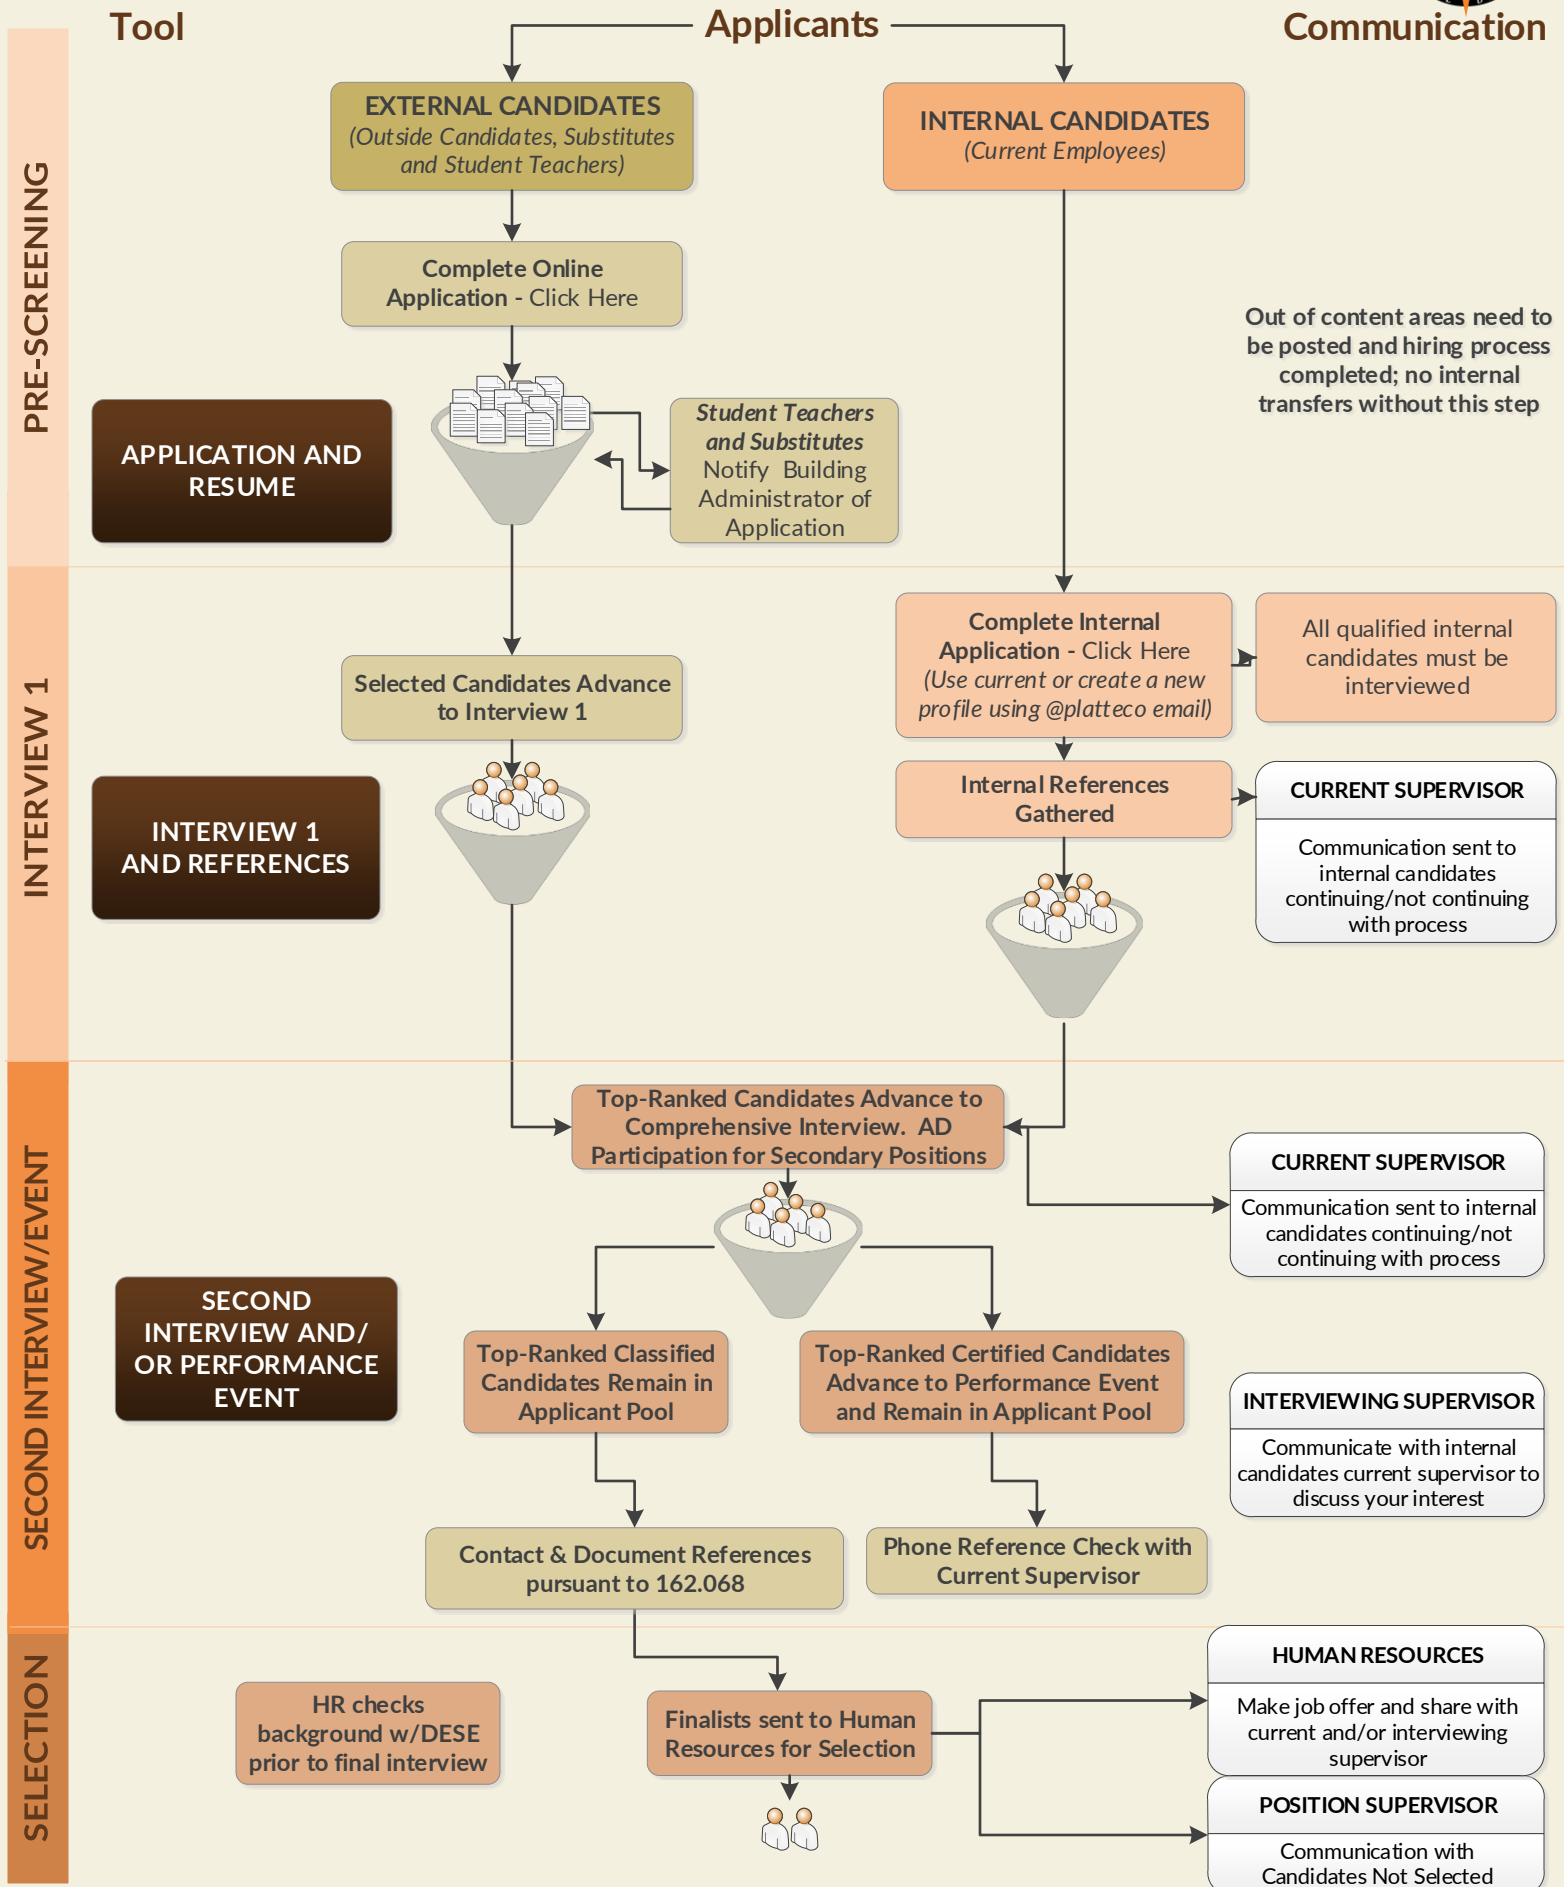 Tool
Applicants
Communication
PRE-SCREENING
EXTERNAL CANDIDATES
(Outside Candidates, Substitutes
and Student Teachers)
INTERNAL CANDIDATES
(Current Employees)
Complete Online
Application - Click Here
Out of content areas need to
be posted and hiring process
completed; no internal
transfers without this step
APPLICATION AND
RESUME
Student Teachers
and Substitutes
Notify Building
Administrator of
Application
INTERVIEW 1
Complete Internal
Application - Click Here
(Use current or create a new
profile using @platteco email)
All qualified internal
candidates must be
interviewed
Selected Candidates Advance
to Interview 1
INTERVIEW 1
AND REFERENCES
Internal References
Gathered
CURRENT SUPERVISOR
Communication sent to
internal candidates
continuing/not continuing
with process
SECOND INTERVIEW/EVENT
Top-Ranked Candidates Advance to
Comprehensive Interview. AD
Participation for Secondary Positions
CURRENT SUPERVISOR
Communication sent to internal
candidates continuing/not
continuing with process
SECOND
INTERVIEW AND/
OR PERFORMANCE
EVENT
Top-Ranked Classified
Candidates Remain in
Applicant Pool
Top-Ranked Certified Candidates
Advance to Performance Event
and Remain in Applicant Pool
INTERVIEWING SUPERVISOR
Communicate with internal
candidates current supervisor to
discuss your interest
Contact & Document References
pursuant to 162.068
Phone Reference Check with
Current Supervisor
SELECTION
HR checks
background w/DESE
prior to final interview
Finalists sent to Human
Resources for Selection
HUMAN RESOURCES
Make job offer and share with
current and/or interviewing
supervisor
POSITION SUPERVISOR
Communication with
Candidates Not Selected